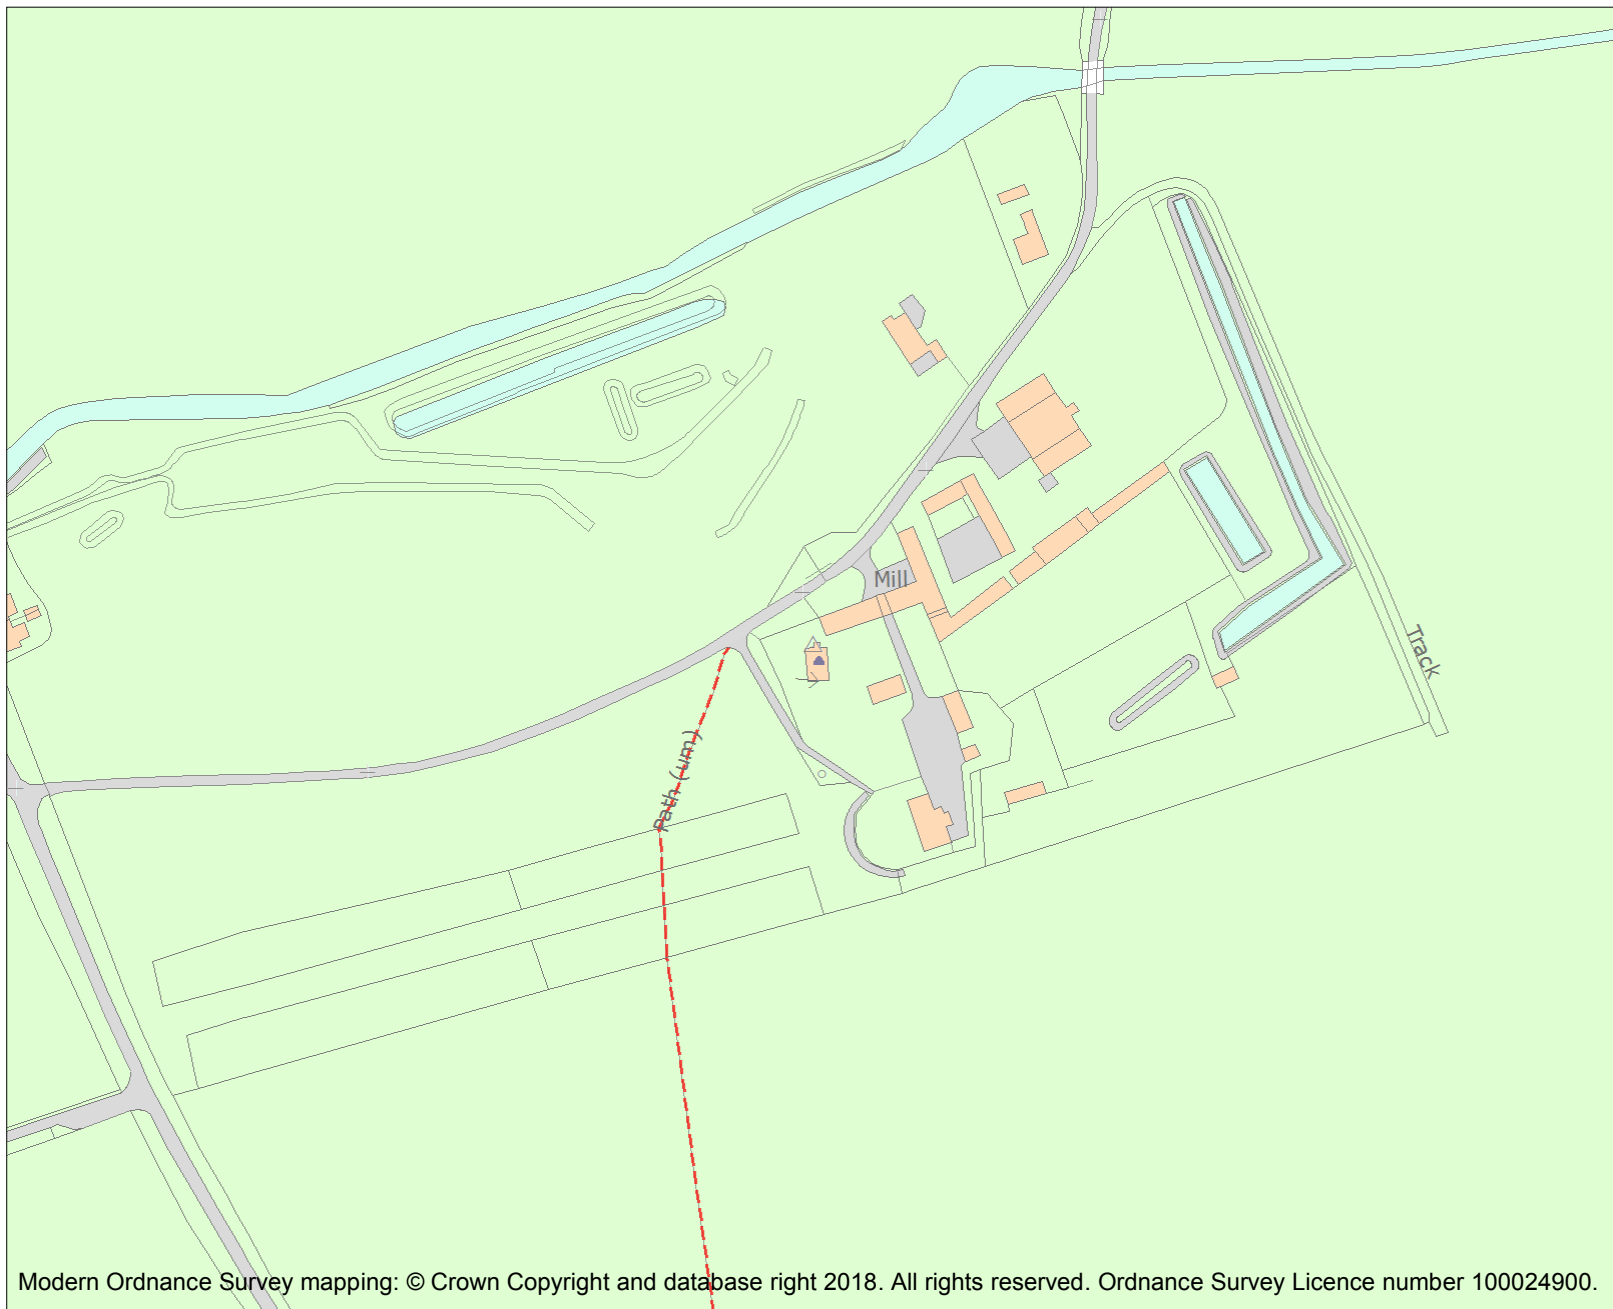 Mill
Track
Path (um)
Modern Ordnance Survey mapping: © Crown Copyright and database right 2018. All rights reserved. Ordnance Survey Licence number 100024900.